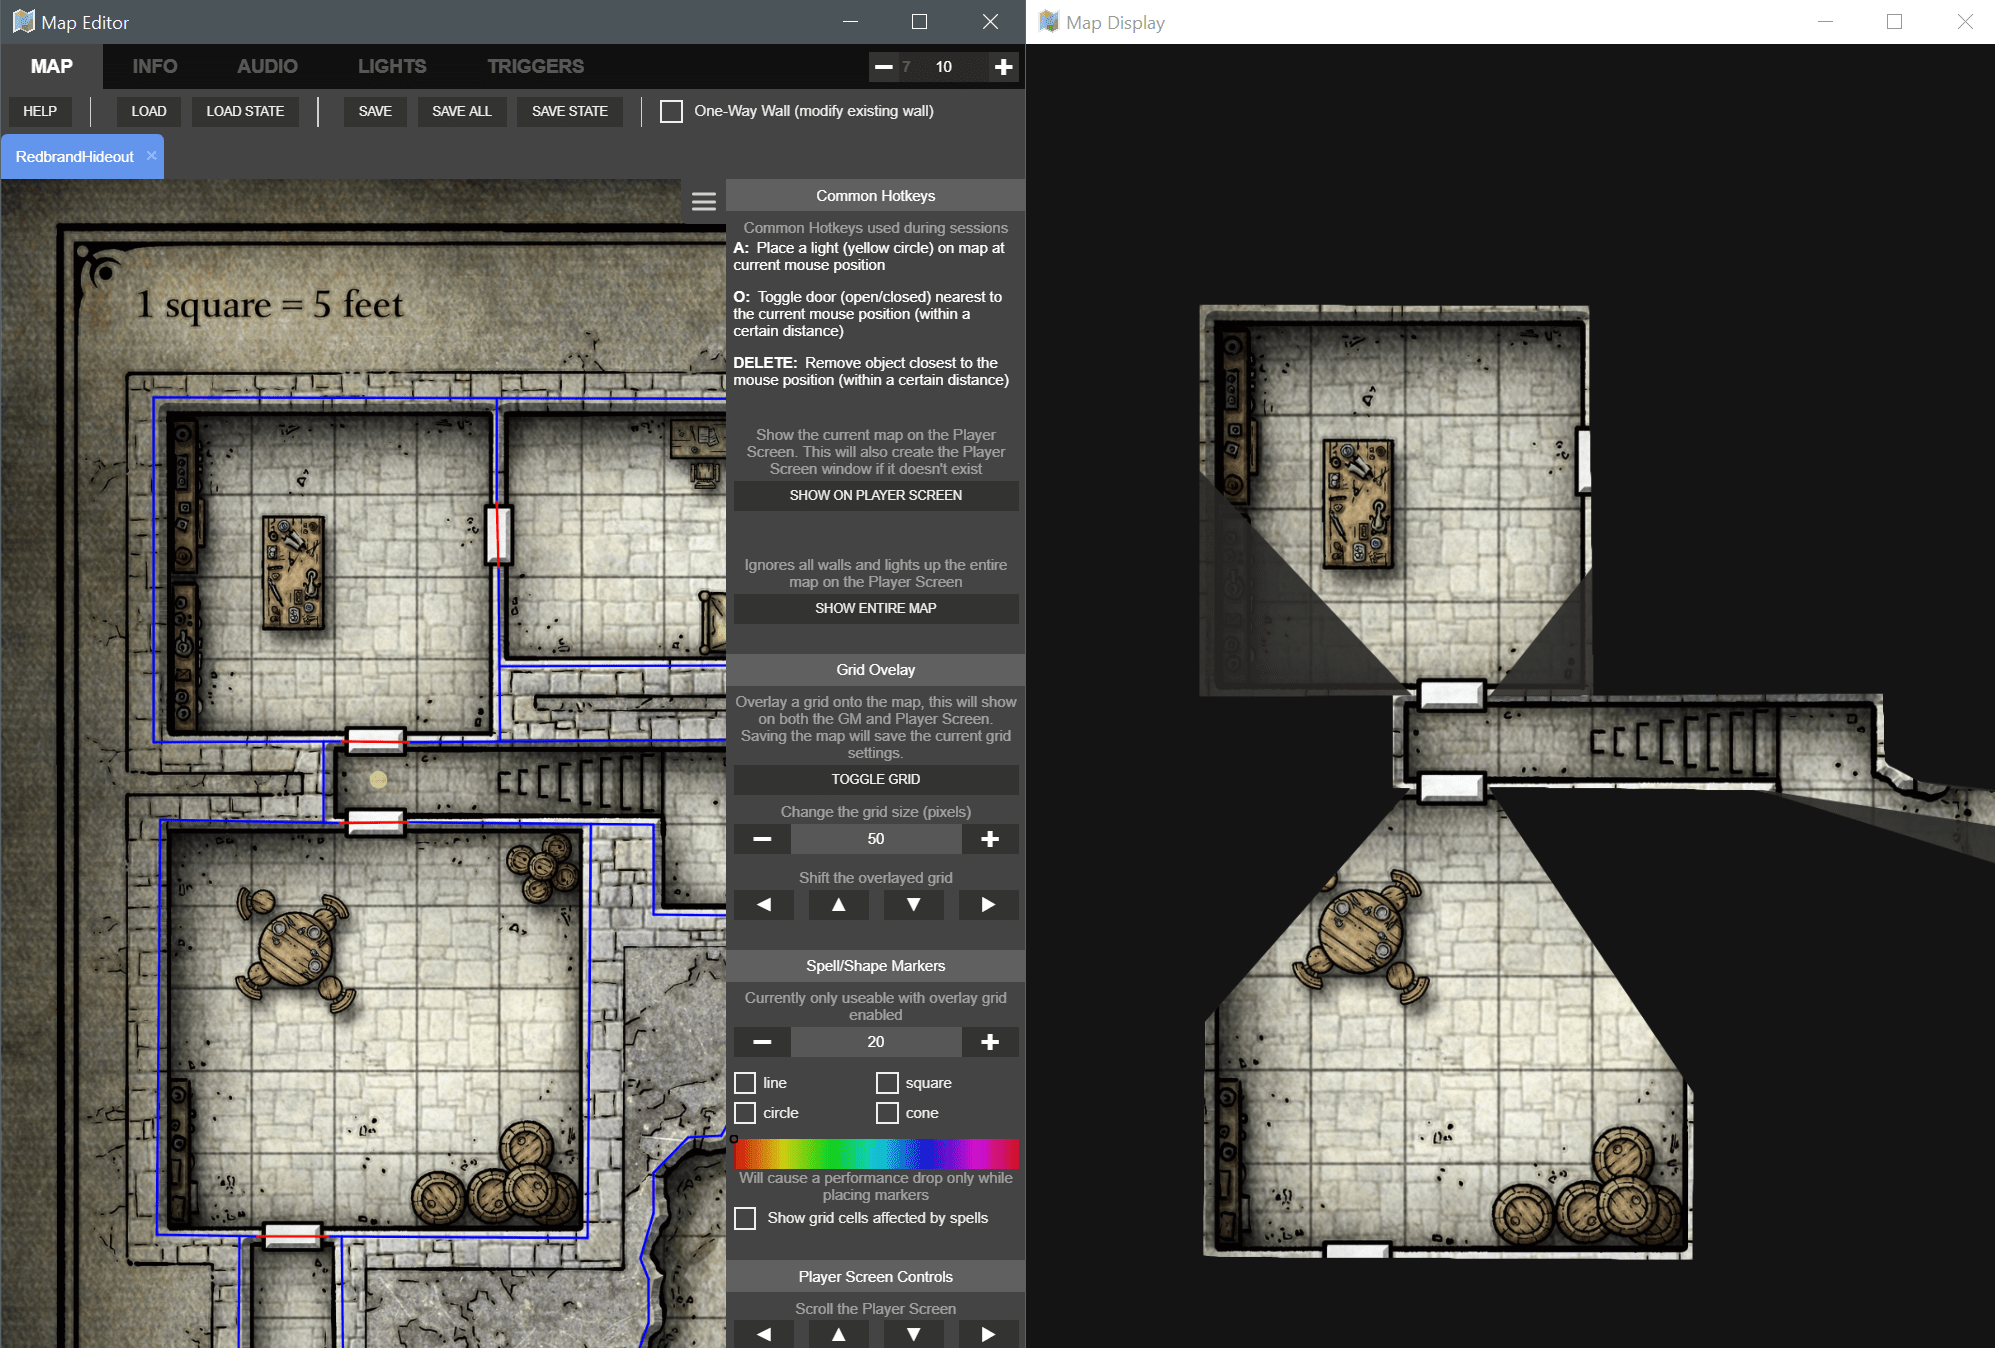 Map Editor
MAP INFO AUDIO LIGHTS TRIGGERS 7 10
HELP LOAD LOAD STATE SAVE SAVE ALL SAVE STATE One-Way Wall (modify existing wall)
RedbrandHideout
1 square = 5 feet
Common Hotkeys
Common Hotkeys used during sessions
A: Place a light (yellow circle) on map at
current mouse position
O: Toggle door (open/closed) nearest to
the current mouse position (within a
certain distance)
DELETE: Remove object closest to the
mouse position (within a certain distance)
Show the current map on the Player
Screen. This will also create the Player
Screen window if it doesn't exist
SHOW ON PLAYER SCREEN
Ignores all walls and lights up the entire
map on the Player Screen
SHOW ENTIRE MAP
Grid Ovelay
Overlay a grid onto the map, this will show
on both the GM and Player Screen.
Saving the map will save the current grid
settings.
TOGGLE GRID
Change the grid size (pixels)
50
Shift the overlayed grid
Spell/Shape Markers
Currently only useable with overlay grid
enabled
20
line square
circle cone
Will cause a performance drop only while
placing markers
Show grid cells affected by spells
Player Screen Controls
Scroll the Player Screen
Map Display